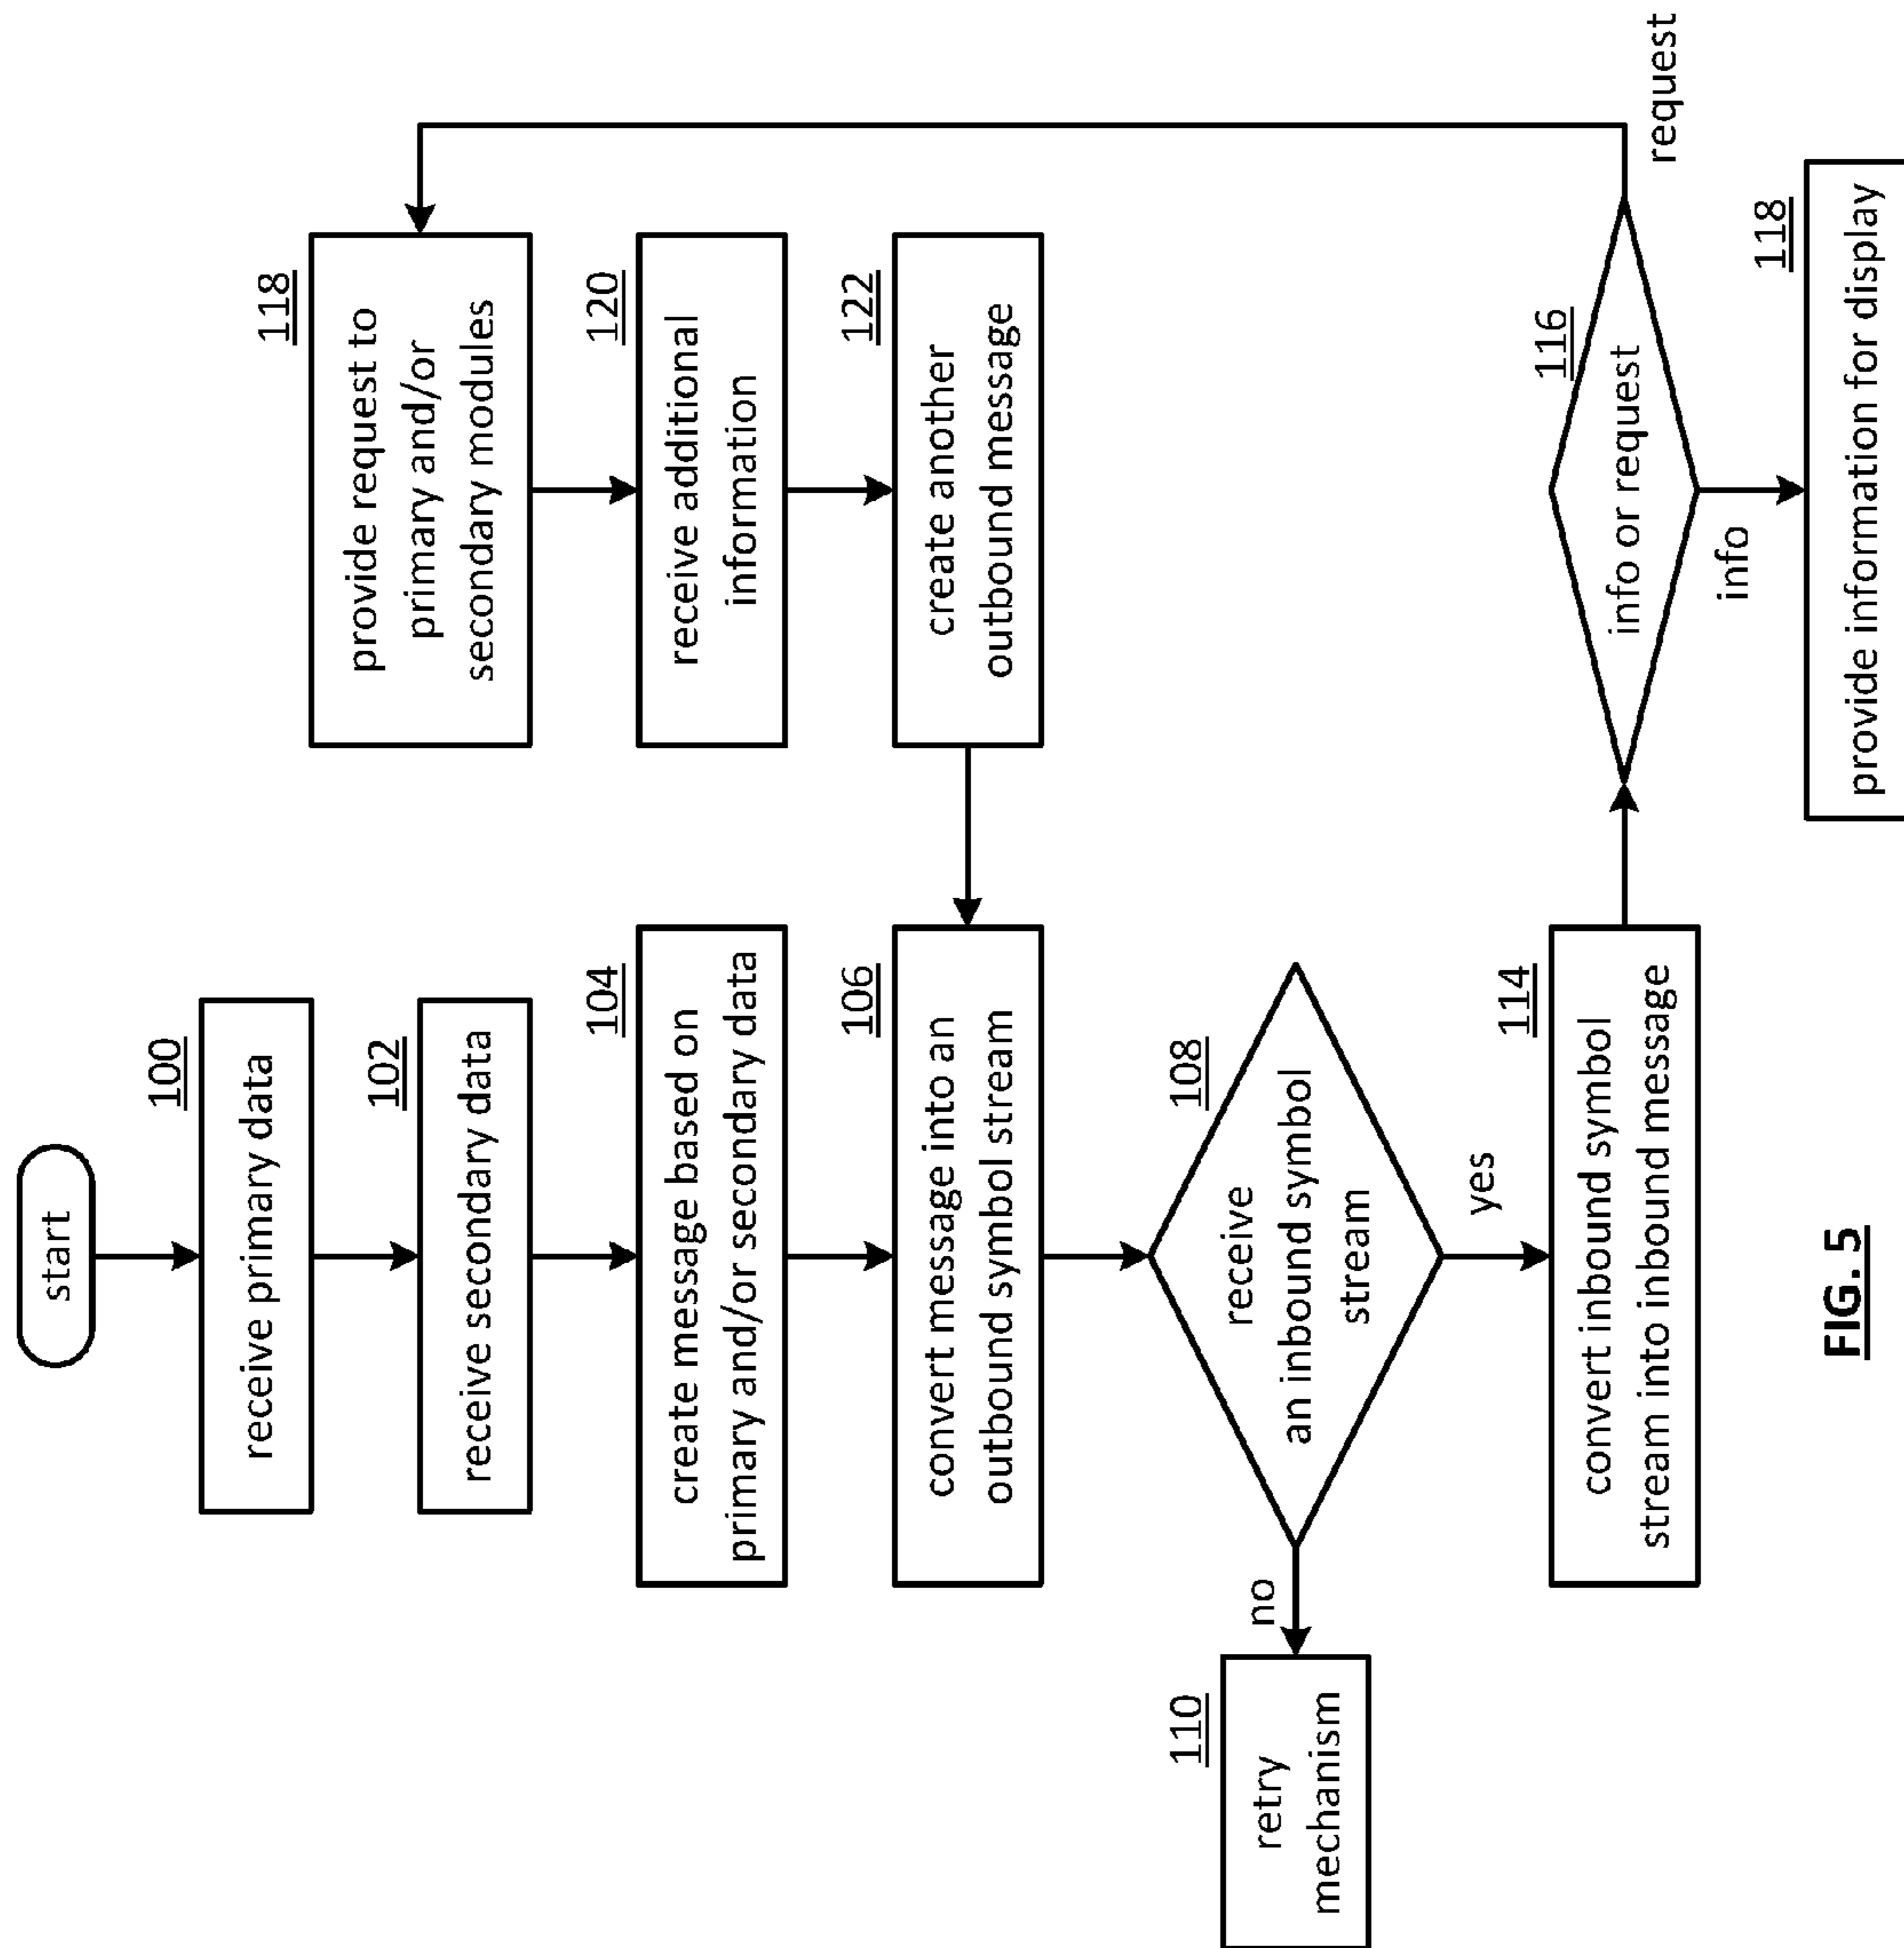 start
100
receive primary data
102
receive secondary data
104
create message based on
primary and/or secondary data
106
convert message into an
outbound symbol stream
108
receive
an inbound symbol
stream
no
110
retry
mechanism
yes
114
convert inbound symbol
stream into inbound message
116
info or request
info
request
118
provide information for display
118
provide request to
primary and/or
secondary modules
120
receive additional
information
122
create another
outbound message
FIG. 5